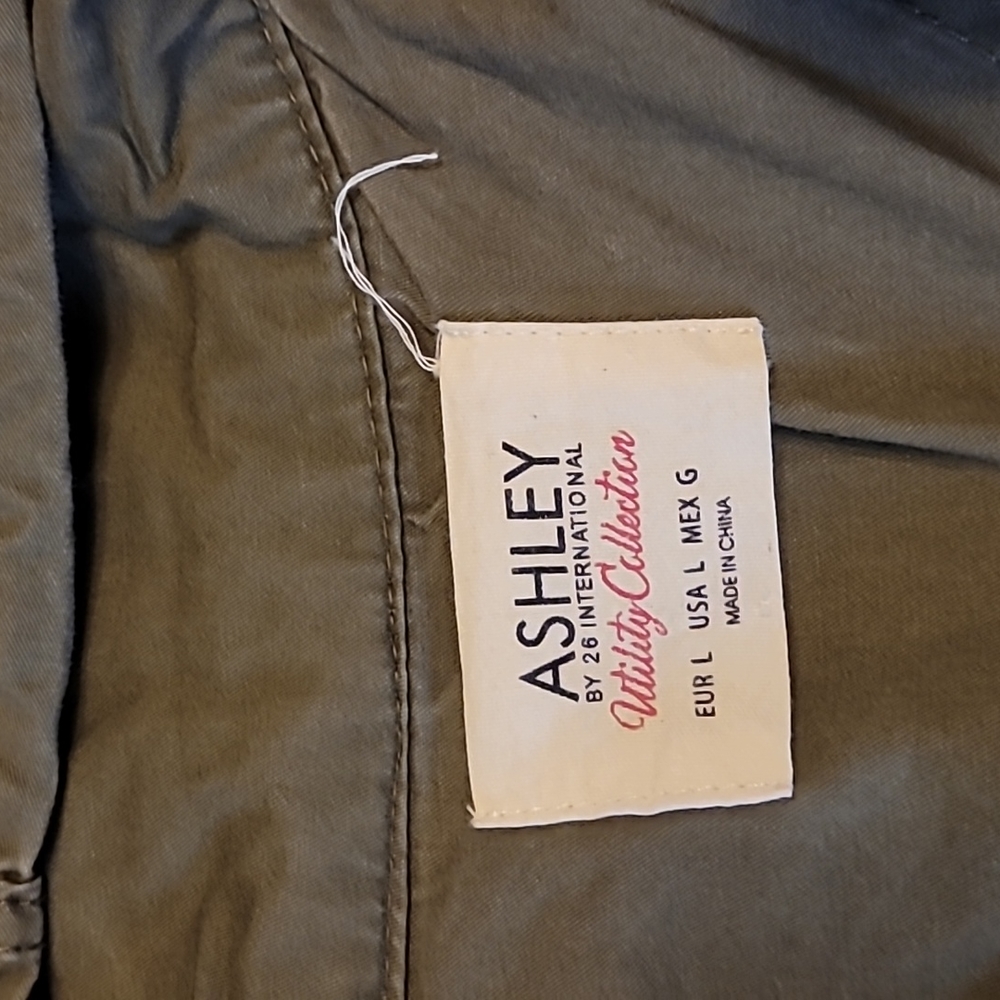 ASHLEY
BY 26 INTERNATIONAL
Utility Collection
EUR L USA L MEX G
MADE IN CHINA